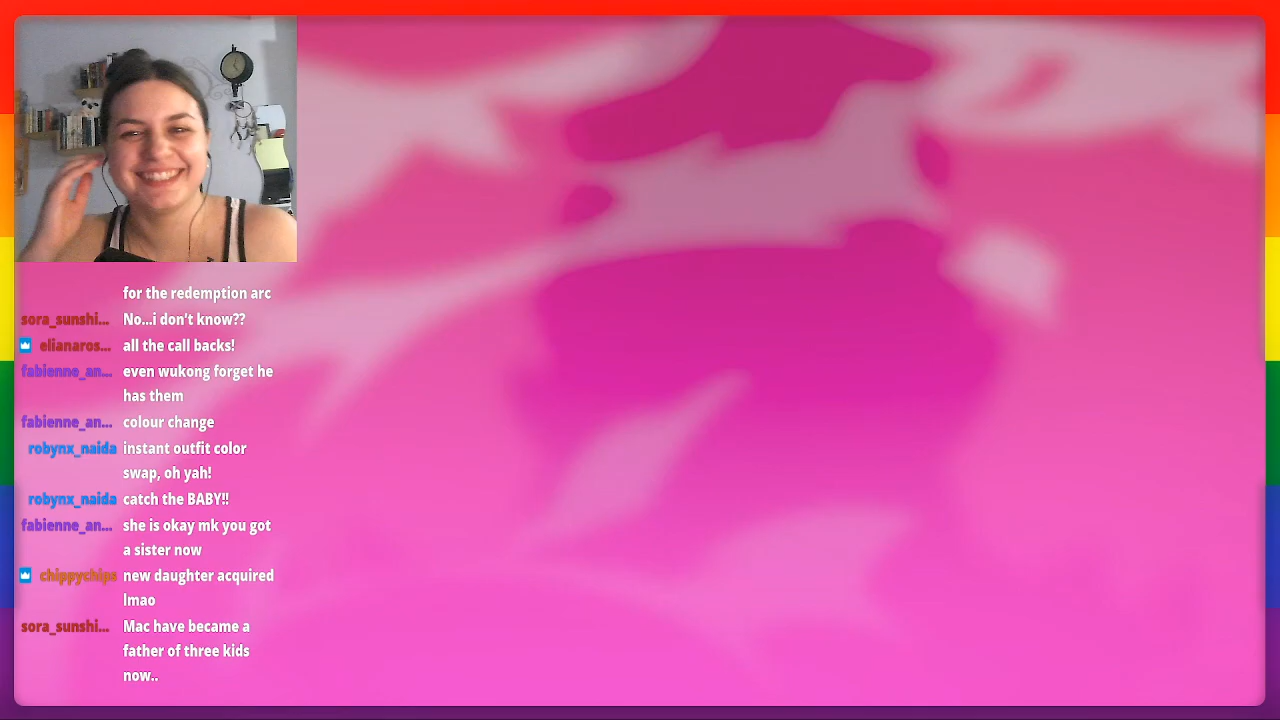 for the redemption arc
sora_sunshi... No...i don't know??
elianaros... all the call backs!
fabienne_an... even wukong forget he
has them
fabienne_an... colour change
robynx_naida instant outfit color
swap, oh yah!
robynx_naida catch the BABY!!
fabienne_an... she is okay mk you got
a sister now
chippychips new daughter acquired
lmao
sora_sunshi... Mac have became a
father of three kids
now..